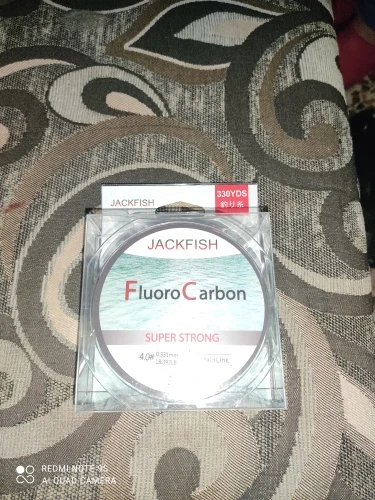 330YDS
釣り糸
JACKFISH
JACKFISH
FluoroCarbon
SUPER STRONG
4.0#
REDMI NOTE 9S
AI QUAD CAMERA